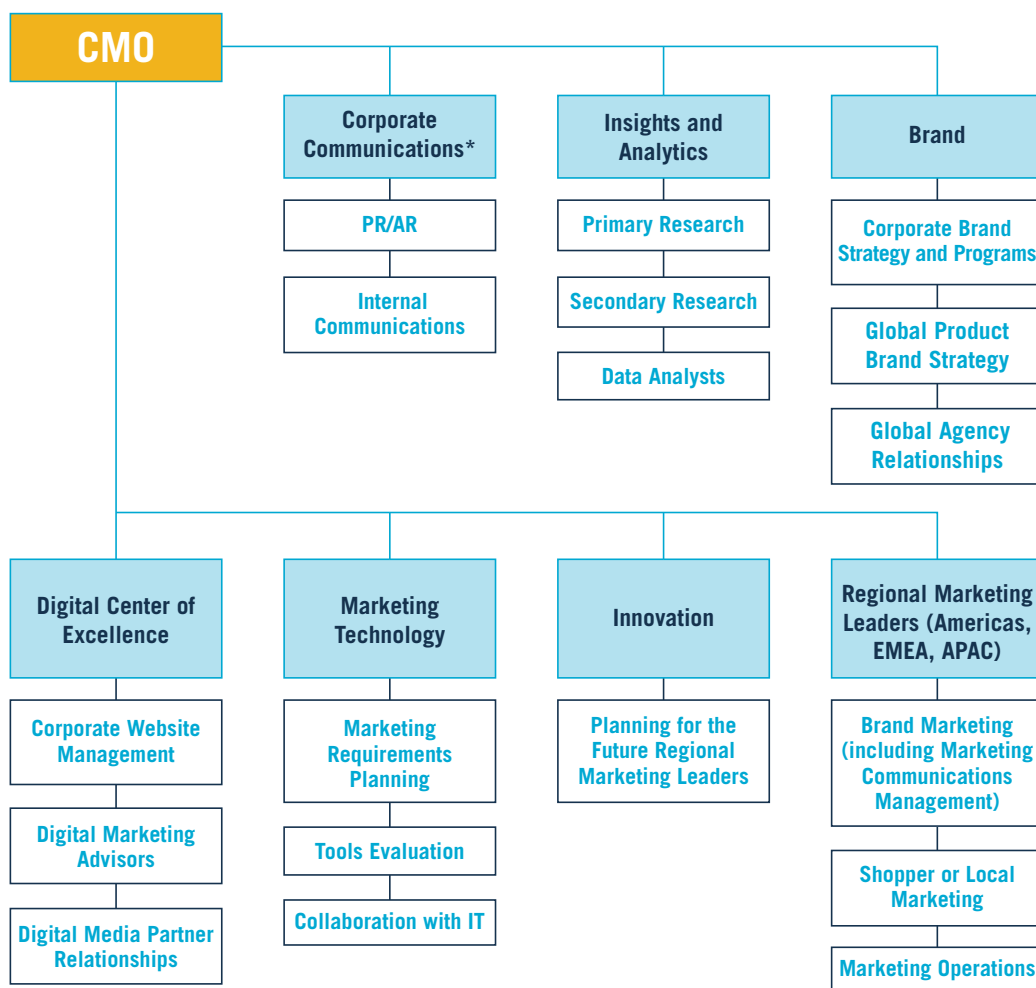 CMO
Corporate
Communications*
PR/AR
Internal
Communications
Insights and
Analytics
Primary Research
Secondary Research
Data Analysts
Brand
Corporate Brand
Strategy and Programs
Global Product
Brand Strategy
Global Agency
Relationships
Digital Center of
Excellence
Corporate Website
Management
Digital Marketing
Advisors
Digital Media Partner
Relationships
Marketing
Technology
Marketing
Requirements
Planning
Tools Evaluation
Collaboration with IT
Innovation
Planning for the
Future Regional
Marketing Leaders
Regional Marketing
Leaders (Americas,
EMEA, APAC)
Brand Marketing
(including Marketing
Communications
Management)
Shopper or Local
Marketing
Marketing Operations